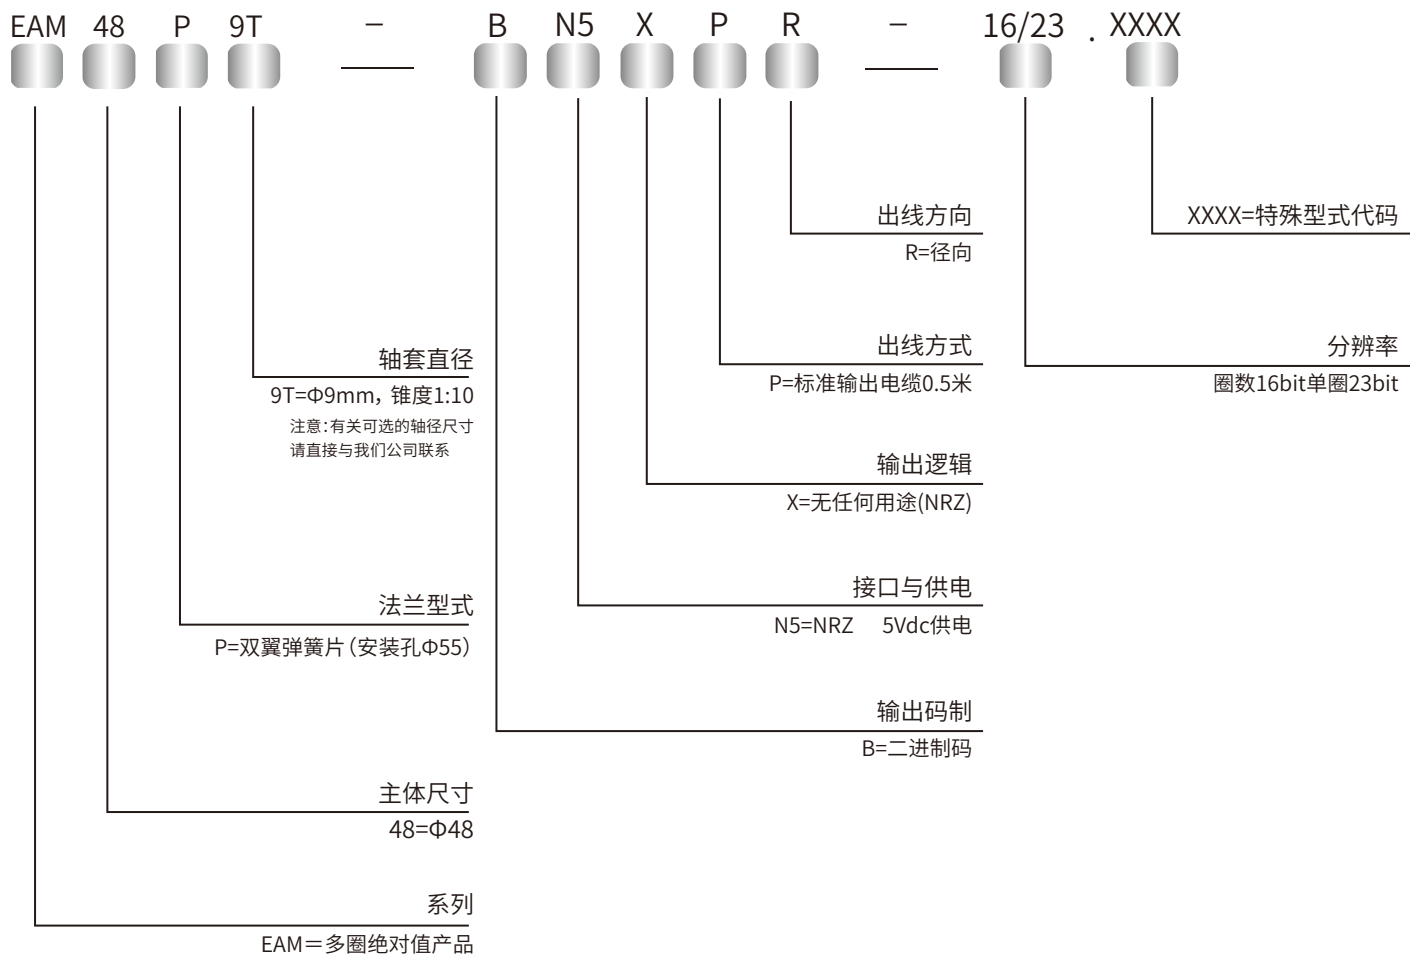 EAM 48 P 9T – B N5 X P R – 16/23 . XXXX
出线方向
R=径向
XXXX=特殊型式代码
出线方式
P=标准输出电缆0.5米
分辨率
圈数16bit单圈23bit
轴套直径
9T=Φ9mm，锥度1:10
注意：有关可选的轴径尺寸
请直接与我们公司联系
输出逻辑
X=无任何用途(NRZ)
接口与供电
N5=NRZ 5Vdc供电
法兰型式
P=双翼弹簧片（安装孔Φ55）
输出码制
B=二进制码
主体尺寸
48=Φ48
系列
EAM＝多圈绝对值产品